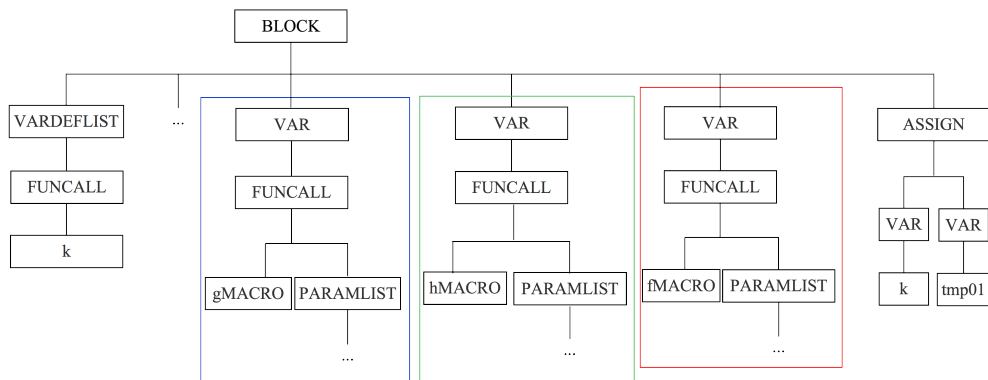 BLOCK
VARDEFLIST
...
VAR
VAR
VAR
ASSIGN
FUNCALL
FUNCALL
FUNCALL
FUNCALL
VAR
VAR
k
gMACRO
PARAMLIST
hMACRO
PARAMLIST
fMACRO
PARAMLIST
k
tmp01
...
...
...